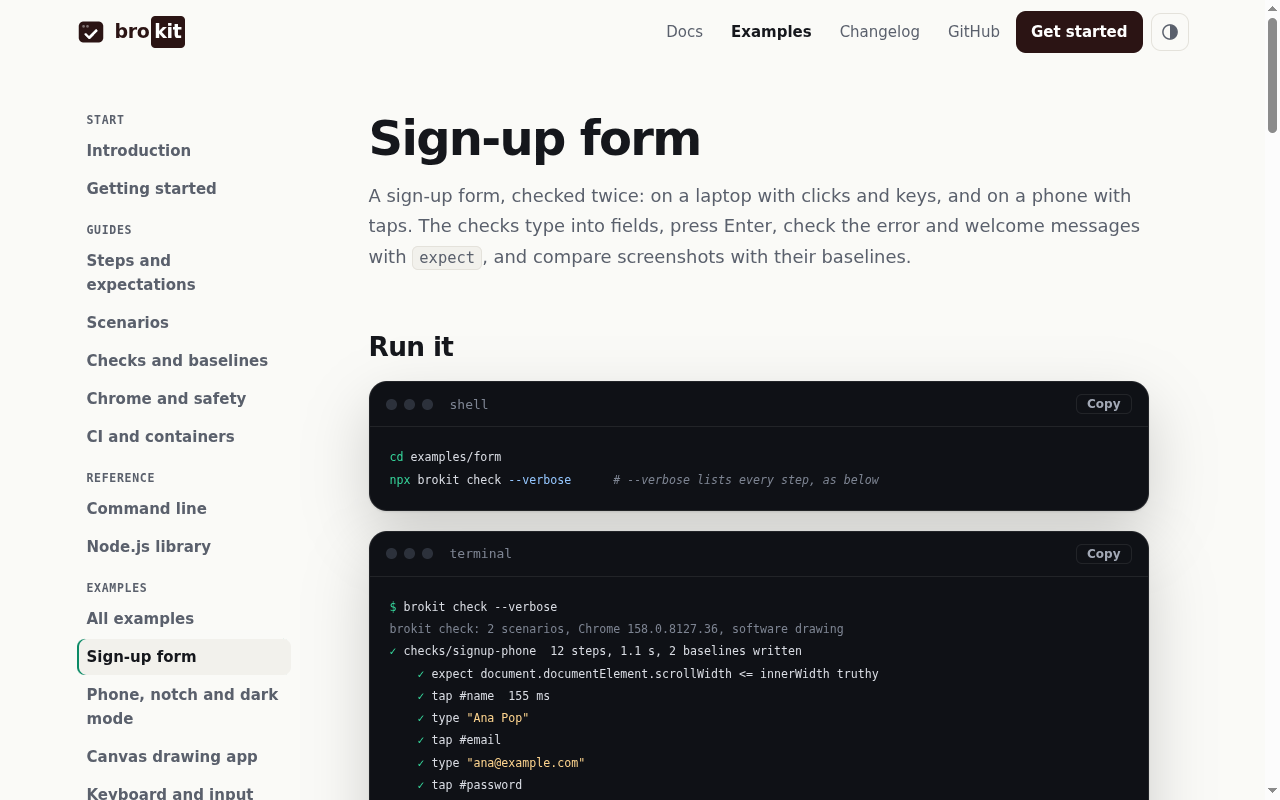 brokit
Docs
Examples
Changelog
GitHub
Get started
START
Introduction
Getting started
GUIDES
Steps and
expectations
Scenarios
Checks and baselines
Chrome and safety
CI and containers
REFERENCE
Command line
Node.js library
EXAMPLES
All examples
Sign-up form
Phone, notch and dark
mode
Canvas drawing app
Keyboard and input
Sign-up form
A sign-up form, checked twice: on a laptop with clicks and keys, and on a phone with
taps. The checks type into fields, press Enter, check the error and welcome messages
with expect, and compare screenshots with their baselines.
Run it
shell
Copy
cd examples/form
npx brokit check --verbose # --verbose lists every step, as below
terminal
Copy
$ brokit check --verbose
brokit check: 2 scenarios, Chrome 158.0.8127.36, software drawing
✓ checks/signup-phone 12 steps, 1.1 s, 2 baselines written
✓ expect document.documentElement.scrollWidth <= innerWidth truthy
✓ tap #name 155 ms
✓ type "Ana Pop"
✓ tap #email
✓ type "ana@example.com"
✓ tap #password